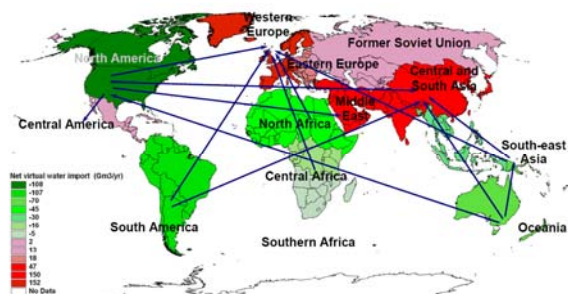 Western
Europe
North America
Former Soviet Union
Eastern Europe
Central and
South Asia
Middle
East
Central America
North Africa
South-east
Asia
Central Africa
South America
Oceania
Southern Africa
Net virtual water import (Gm3/yr)
-108
-107
-70
-45
-30
-16
-5
2
13
18
47
150
152
No Data